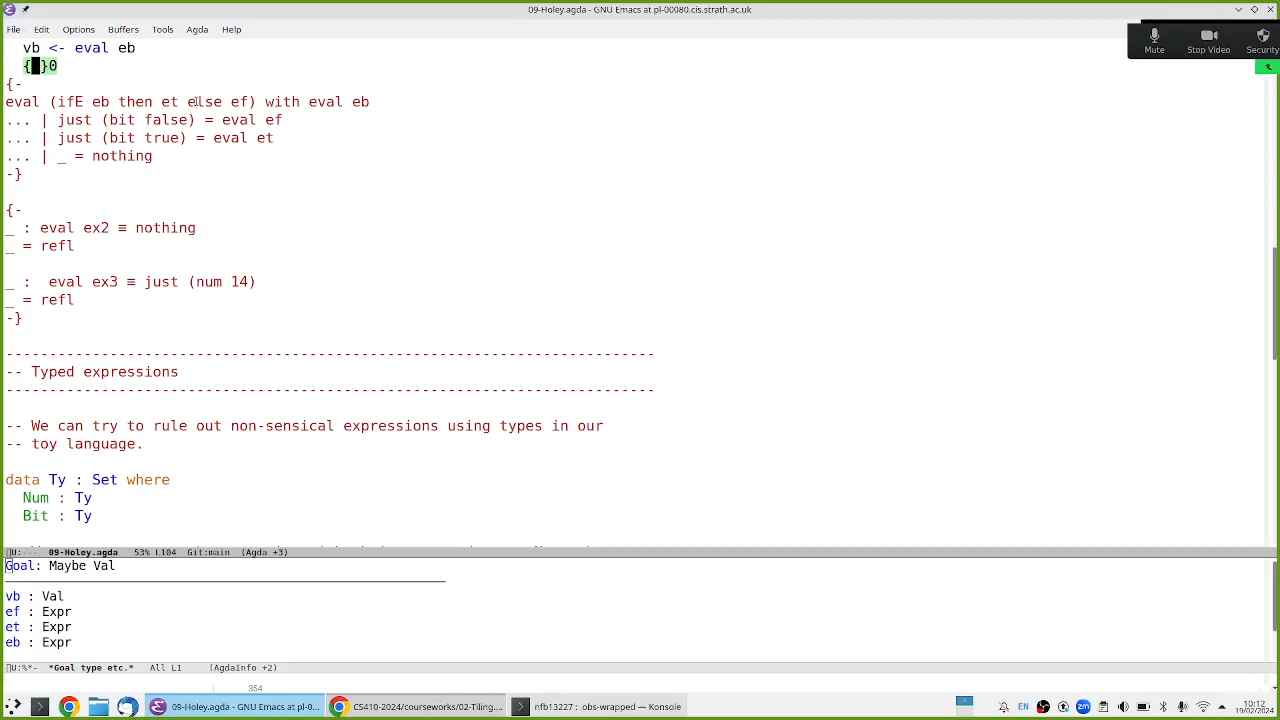 09-Holey.agda - GNU Emacs at pl-00080.cis.strath.ac.uk
File Edit Options Buffers Tools Agda Help
Mute Stop Video Security
vb <- eval eb
{ }0
{-
eval (ifE eb then et else ef) with eval eb
... | just (bit false) = eval ef
... | just (bit true) = eval et
... | _ = nothing
-}
{-
_ : eval ex2 ≡ nothing
_ = refl
_ :  eval ex3 ≡ just (num 14)
_ = refl
-}
---------------------------------------------------------------------------
-- Typed expressions
---------------------------------------------------------------------------
-- We can try to rule out non-sensical expressions using types in our
-- toy language.
data Ty : Set where
Num : Ty
Bit : Ty
U:--- 09-Holey.agda 53% L104 Git:main (Agda +3)
Goal: Maybe Val
vb : Val
ef : Expr
et : Expr
eb : Expr
U:%*- *Goal type etc.* All L1 (AgdaInfo +2)
354
09-Holey.agda - GNU Emacs at pl-0... CS410-2324/courseworks/02-Tiling... nfb13227 : .obs-wrapped — Konsole EN zm 10:12
19/02/2024